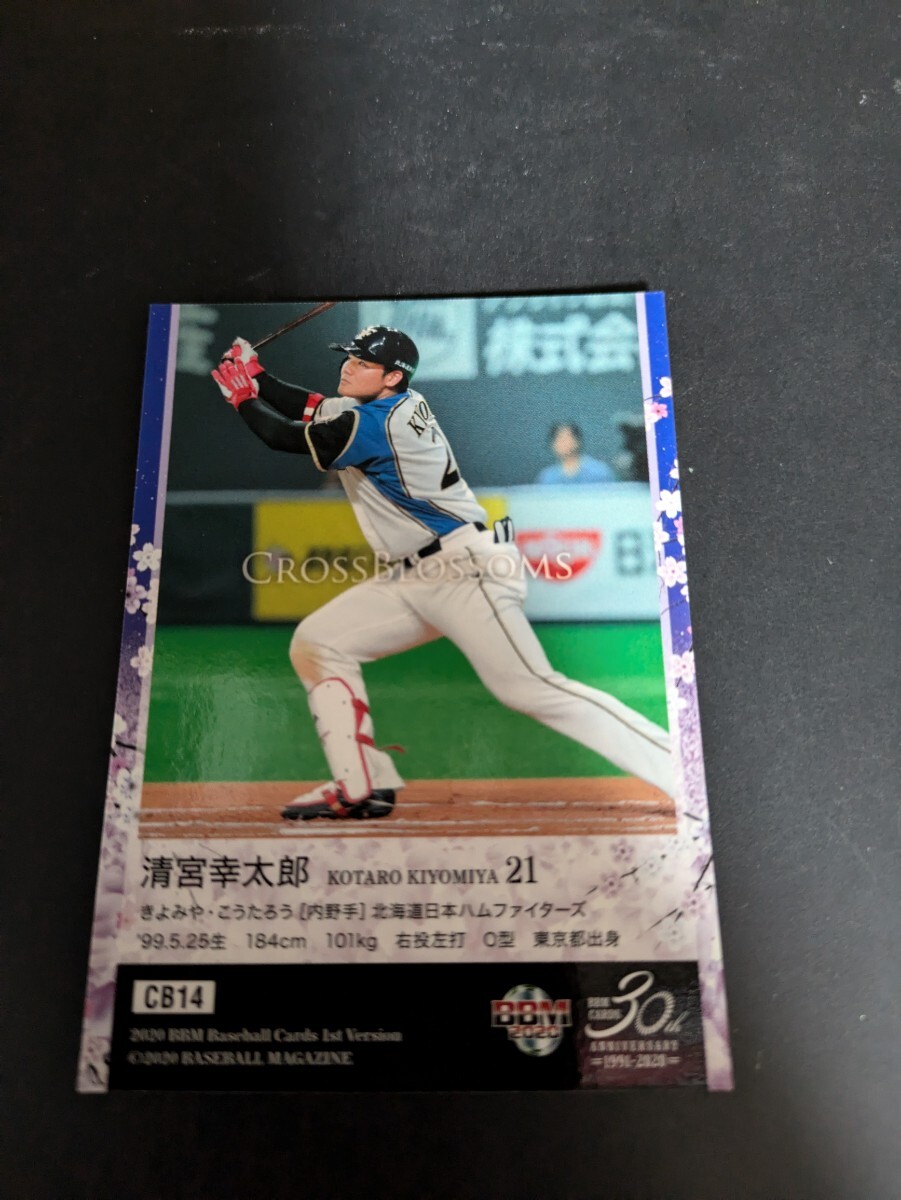 株式会
KIYO
2
CROSSBLOSSOMS
清宮幸太郎 KOTARO KIYOMIYA 21
きよみや・こうたろう [内野手] 北海道日本ハムファイターズ
'99.5.25生 184cm 101kg 右投左打 O型 東京都出身
CB14
BBM
2020
BBM CARDS 30th
ANNIVERSARY
=1991-2020=
2020 BBM Baseball Cards 1st Version
©2020 BASEBALL MAGAZINE